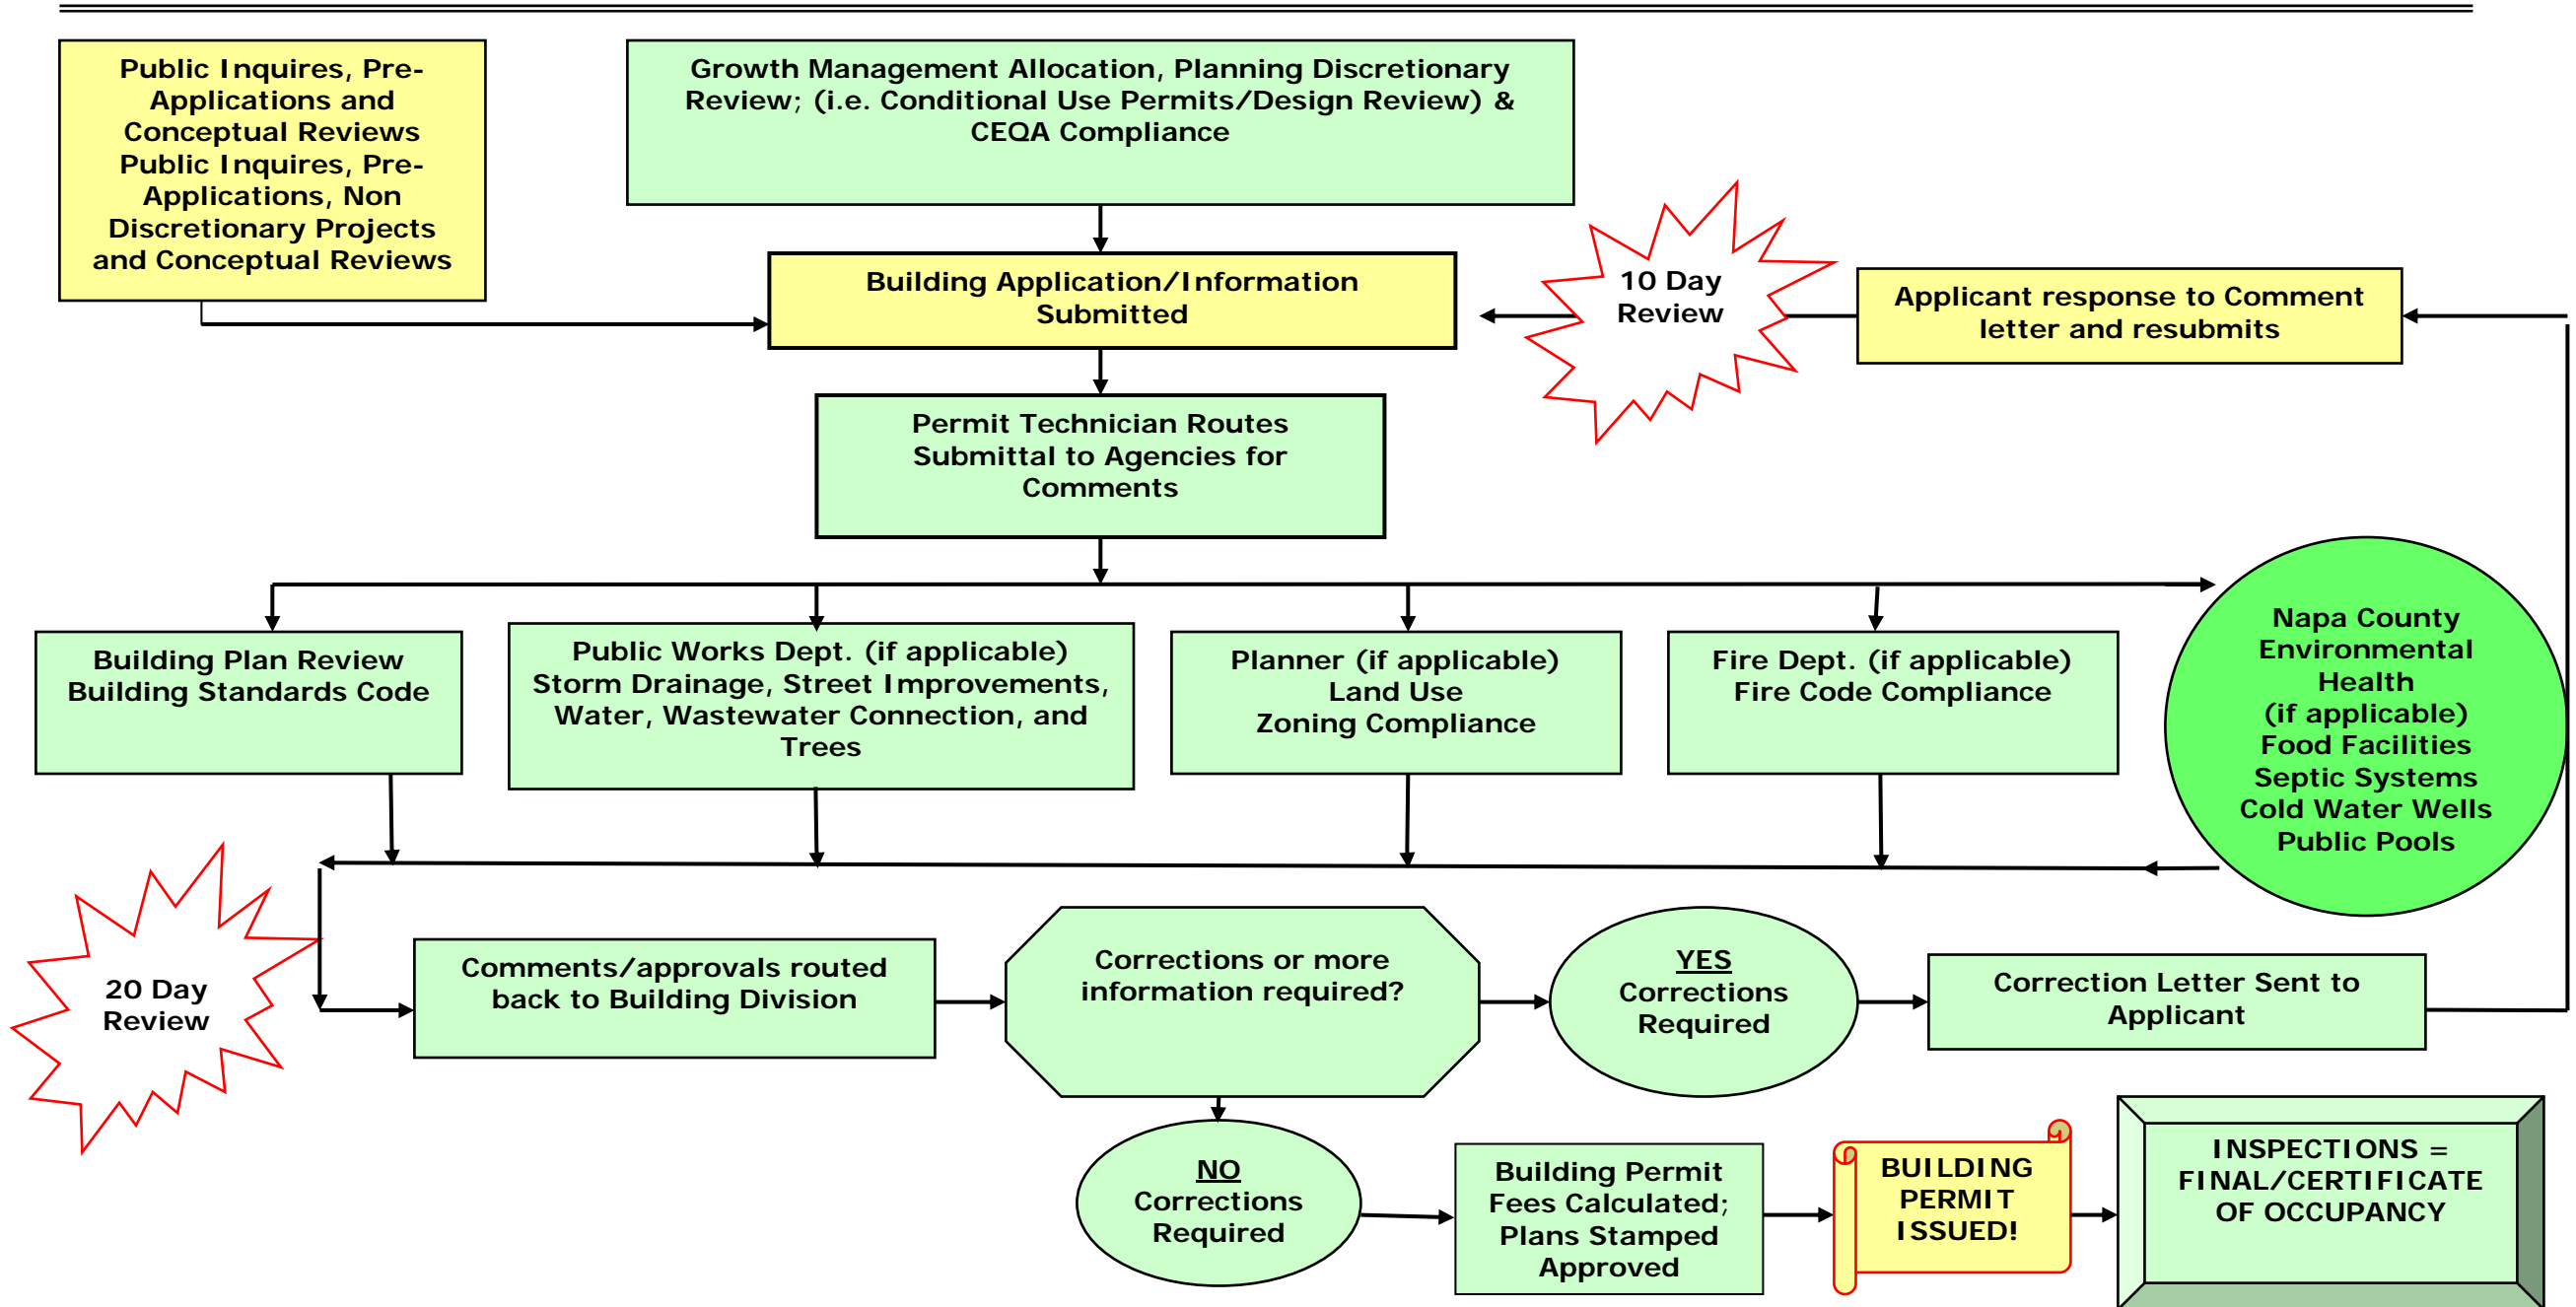 Public Inquires, Pre-
Applications and
Conceptual Reviews
Public Inquires, Pre-
Applications, Non
Discretionary Projects
and Conceptual Reviews
Growth Management Allocation, Planning Discretionary
Review; (i.e. Conditional Use Permits/Design Review) &
CEQA Compliance
Building Application/Information
Submitted
10 Day
Review
Applicant response to Comment
letter and resubmits
Permit Technician Routes
Submittal to Agencies for
Comments
Building Plan Review
Building Standards Code
Public Works Dept. (if applicable)
Storm Drainage, Street Improvements,
Water, Wastewater Connection, and
Trees
Planner (if applicable)
Land Use
Zoning Compliance
Fire Dept. (if applicable)
Fire Code Compliance
Napa County
Environmental
Health
(if applicable)
Food Facilities
Septic Systems
Cold Water Wells
Public Pools
20 Day
Review
Comments/approvals routed
back to Building Division
Corrections or more
information required?
YES
Corrections
Required
Correction Letter Sent to
Applicant
NO
Corrections
Required
Building Permit
Fees Calculated;
Plans Stamped
Approved
BUILDING
PERMIT
ISSUED!
INSPECTIONS =
FINAL/CERTIFICATE
OF OCCUPANCY